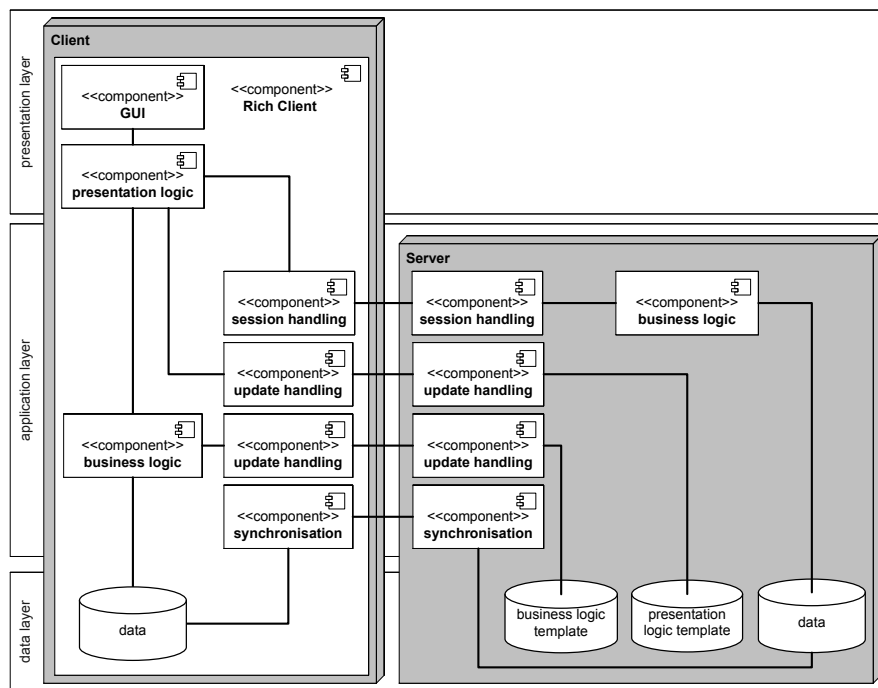 presentation layer
Client
<<component>>
GUI
<<component>>
Rich Client
<<component>>
presentation logic
application layer
Server
<<component>>
session handling
<<component>>
session handling
<<component>>
business logic
<<component>>
update handling
<<component>>
update handling
<<component>>
business logic
<<component>>
update handling
<<component>>
update handling
<<component>>
synchronisation
<<component>>
synchronisation
data layer
data
business logic
template
presentation
logic template
data